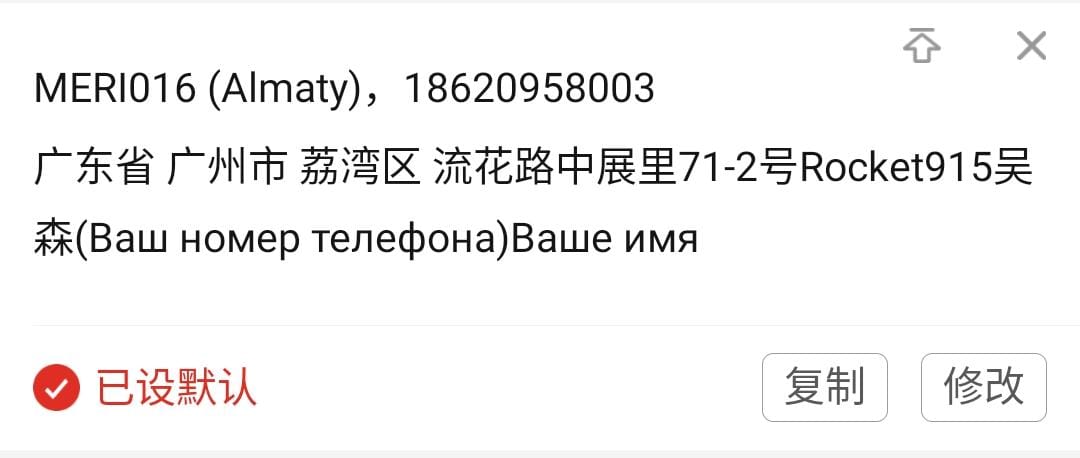 MERI016 (Almaty)，18620958003
广东省 广州市 荔湾区 流花路中展里71-2号Rocket915吴
森(Ваш номер телефона)Ваше имя
已设默认
复制
修改